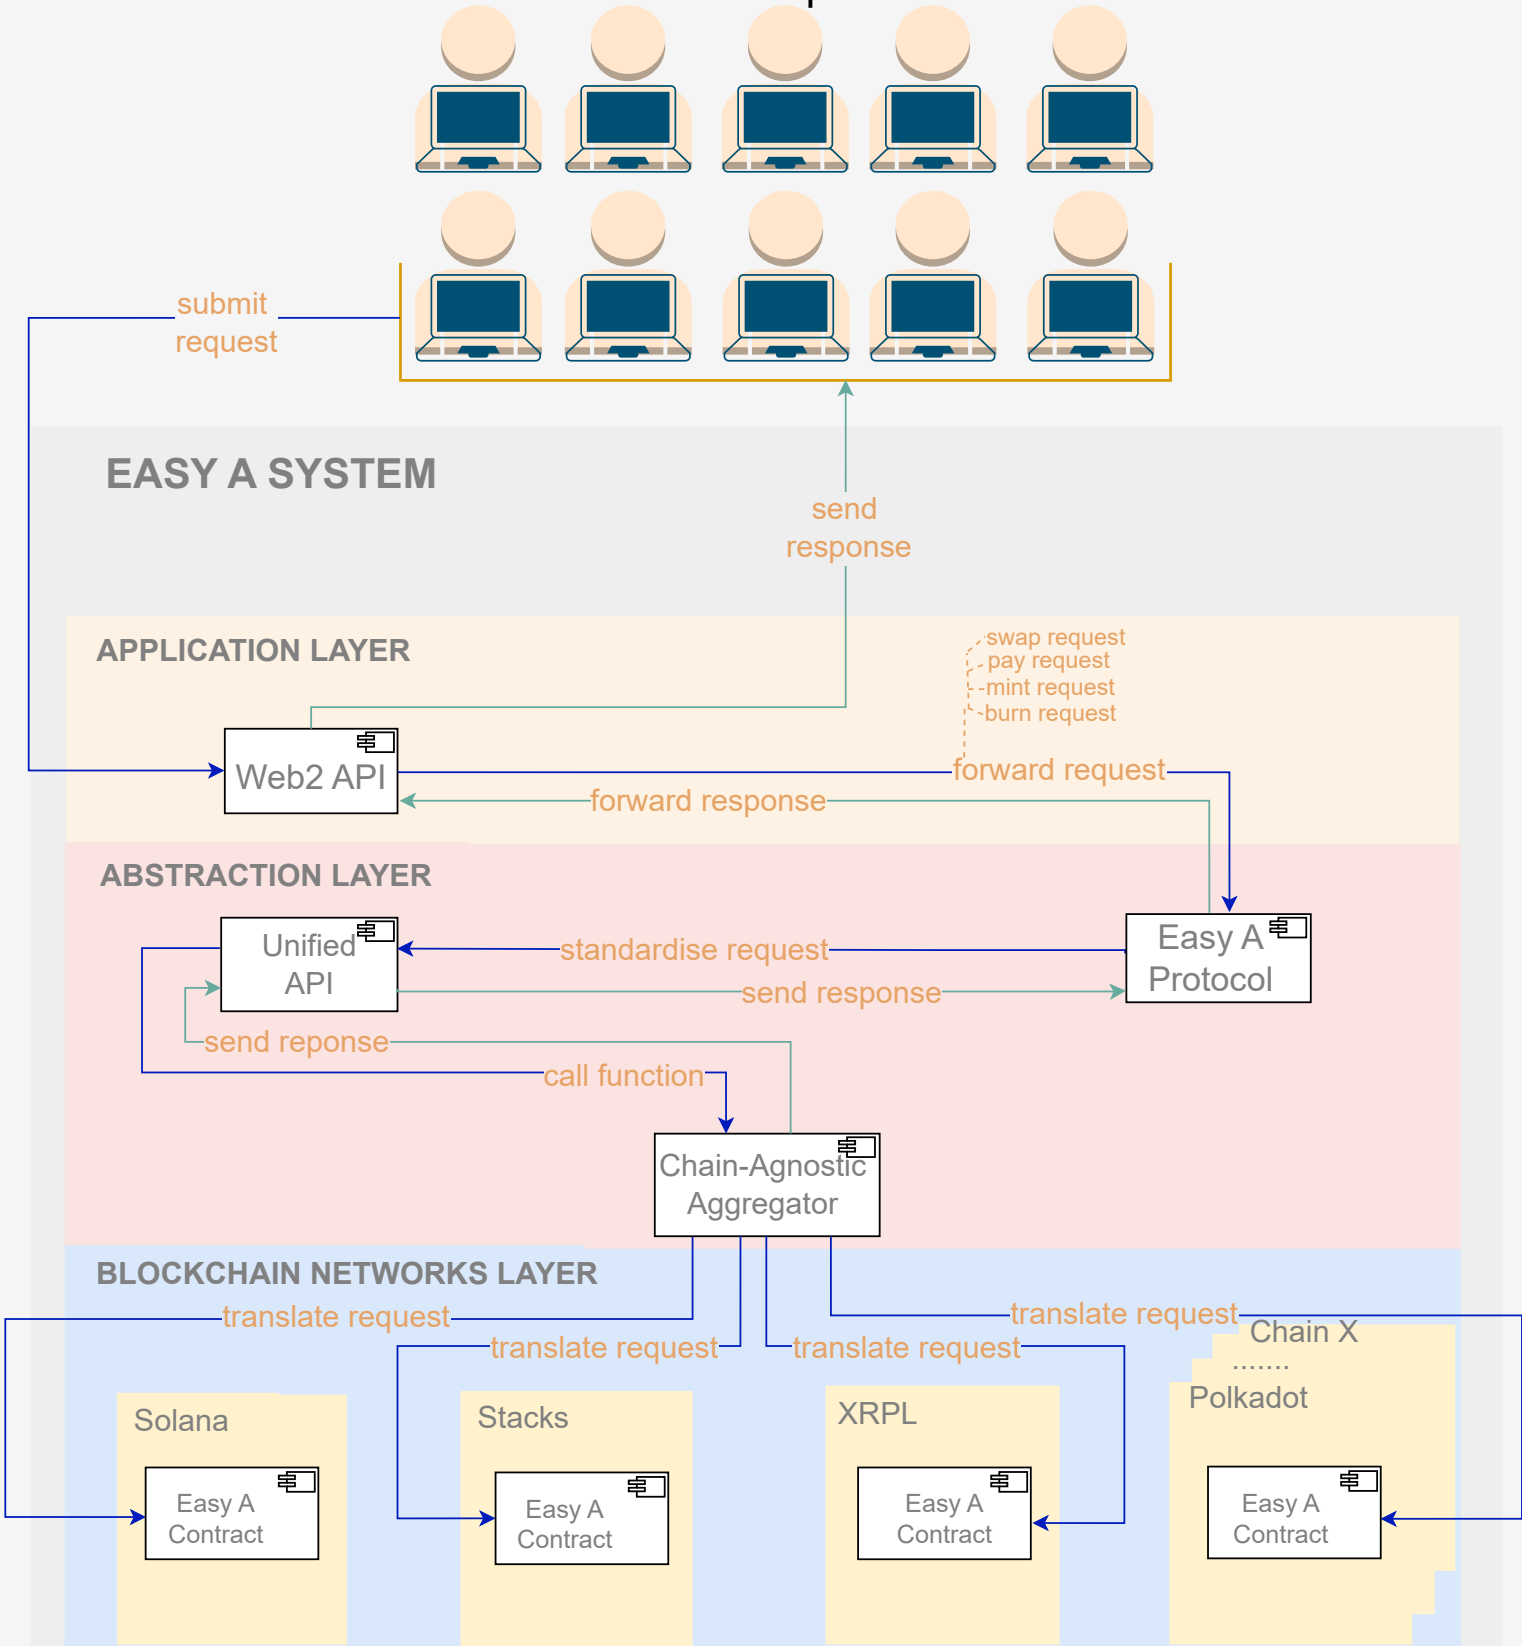 submit
request
EASY A SYSTEM
send
response
APPLICATION LAYER
swap request
pay request
mint request
burn request
Web2 API
forward request
forward response
ABSTRACTION LAYER
Unified
API
standardise request
Easy A
Protocol
send response
send reponse
call function
Chain-Agnostic
Aggregator
BLOCKCHAIN NETWORKS LAYER
translate request
translate request
translate request
translate request
Chain X
.......
Polkadot
Solana
Stacks
XRPL
Easy A
Contract
Easy A
Contract
Easy A
Contract
Easy A
Contract